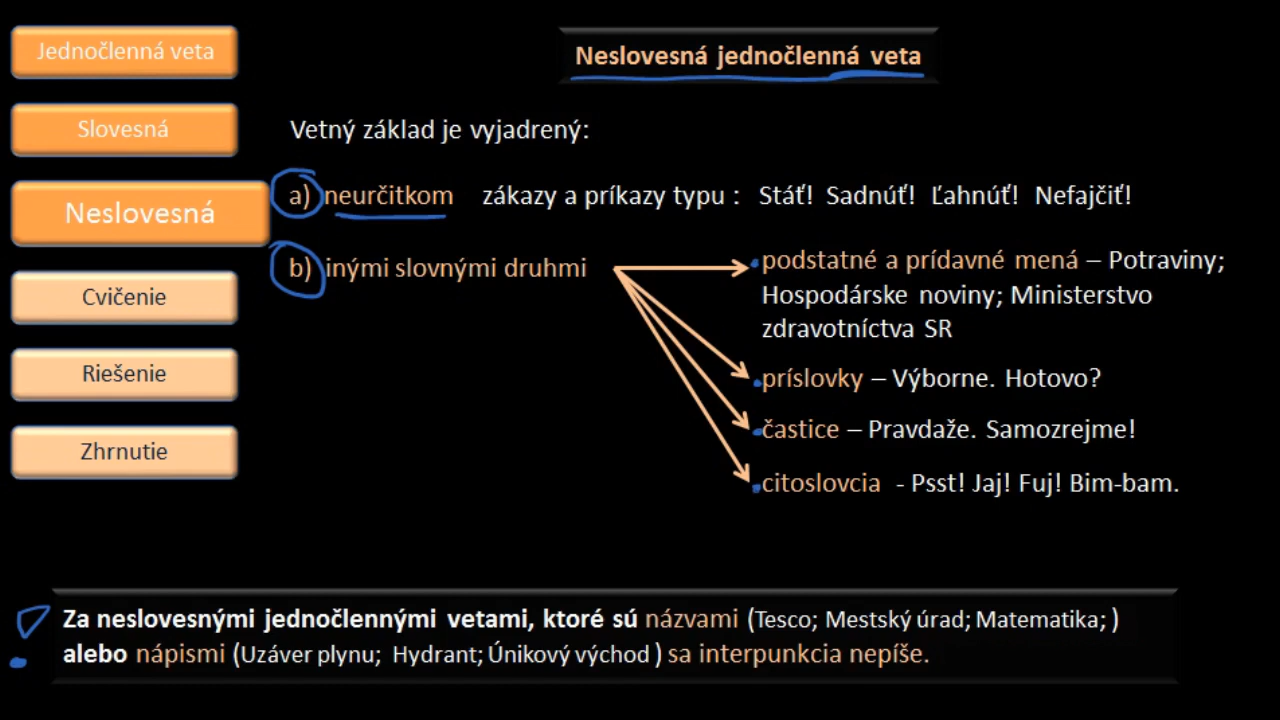 Jednočlenná veta
Slovesná
Neslovesná
Cvičenie
Riešenie
Zhrnutie
Neslovesná jednočlenná veta
Vetný základ je vyjadrený:
a) neurčitkom zákazy a príkazy typu : Stáť! Sadnúť! Ľahnúť! Nefajčiť!
b) inými slovnými druhmi
podstatné a prídavné mená – Potraviny;
Hospodárske noviny; Ministerstvo
zdravotníctva SR
príslovky – Výborne. Hotovo?
častice – Pravdaže. Samozrejme!
citoslovcia - Psst! Jaj! Fuj! Bim-bam.
Za neslovesnými jednočlennými vetami, ktoré sú názvami (Tesco; Mestský úrad; Matematika; )
alebo nápismi (Uzáver plynu; Hydrant; Únikový východ ) sa interpunkcia nepíše.